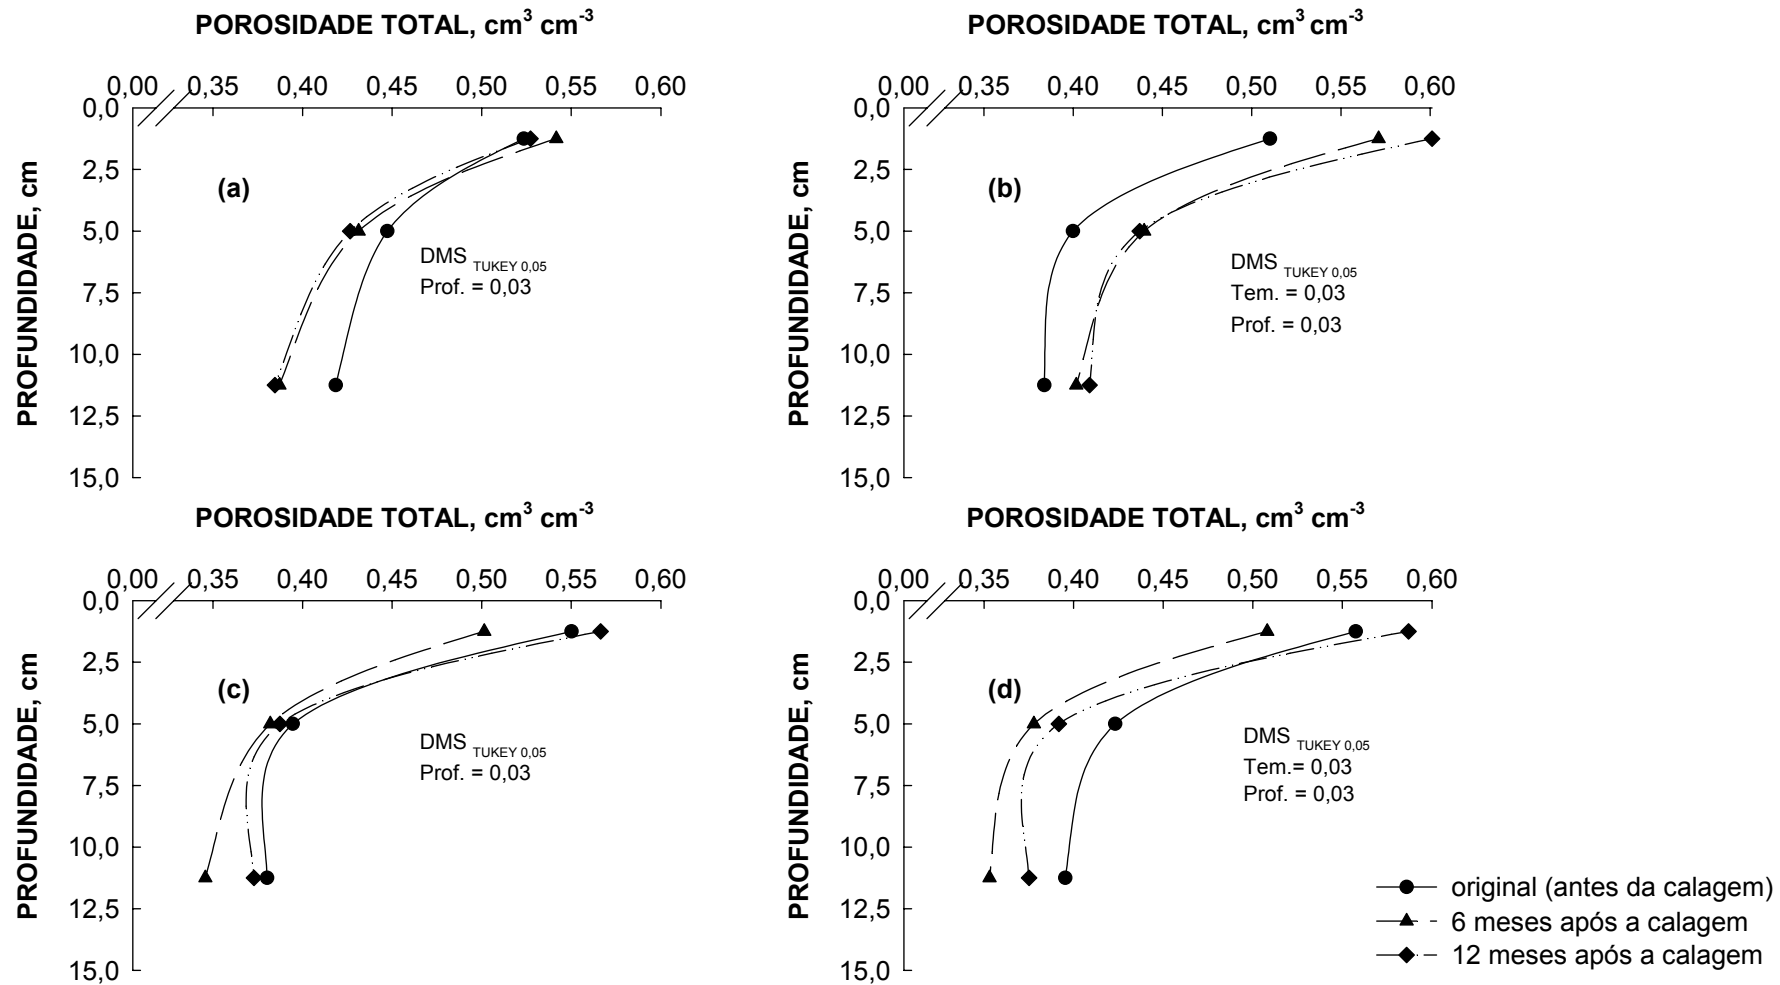 POROSIDADE TOTAL, cm³ cm⁻³
0,00 0,35 0,40 0,45 0,50 0,55 0,60
0,0
2,5
5,0
7,5
10,0
12,5
15,0
PROFUNDIDADE, cm
(a)
DMS TUKEY 0,05
Prof. = 0,03
POROSIDADE TOTAL, cm³ cm⁻³
0,00 0,35 0,40 0,45 0,50 0,55 0,60
0,0
2,5
5,0
7,5
10,0
12,5
15,0
PROFUNDIDADE, cm
(b)
DMS TUKEY 0,05
Tem. = 0,03
Prof. = 0,03
POROSIDADE TOTAL, cm³ cm⁻³
0,00 0,35 0,40 0,45 0,50 0,55 0,60
0,0
2,5
5,0
7,5
10,0
12,5
15,0
PROFUNDIDADE, cm
(c)
DMS TUKEY 0,05
Prof. = 0,03
POROSIDADE TOTAL, cm³ cm⁻³
0,00 0,35 0,40 0,45 0,50 0,55 0,60
0,0
2,5
5,0
7,5
10,0
12,5
15,0
PROFUNDIDADE, cm
(d)
DMS TUKEY 0,05
Tem.= 0,03
Prof. = 0,03
original (antes da calagem)
6 meses após a calagem
12 meses após a calagem